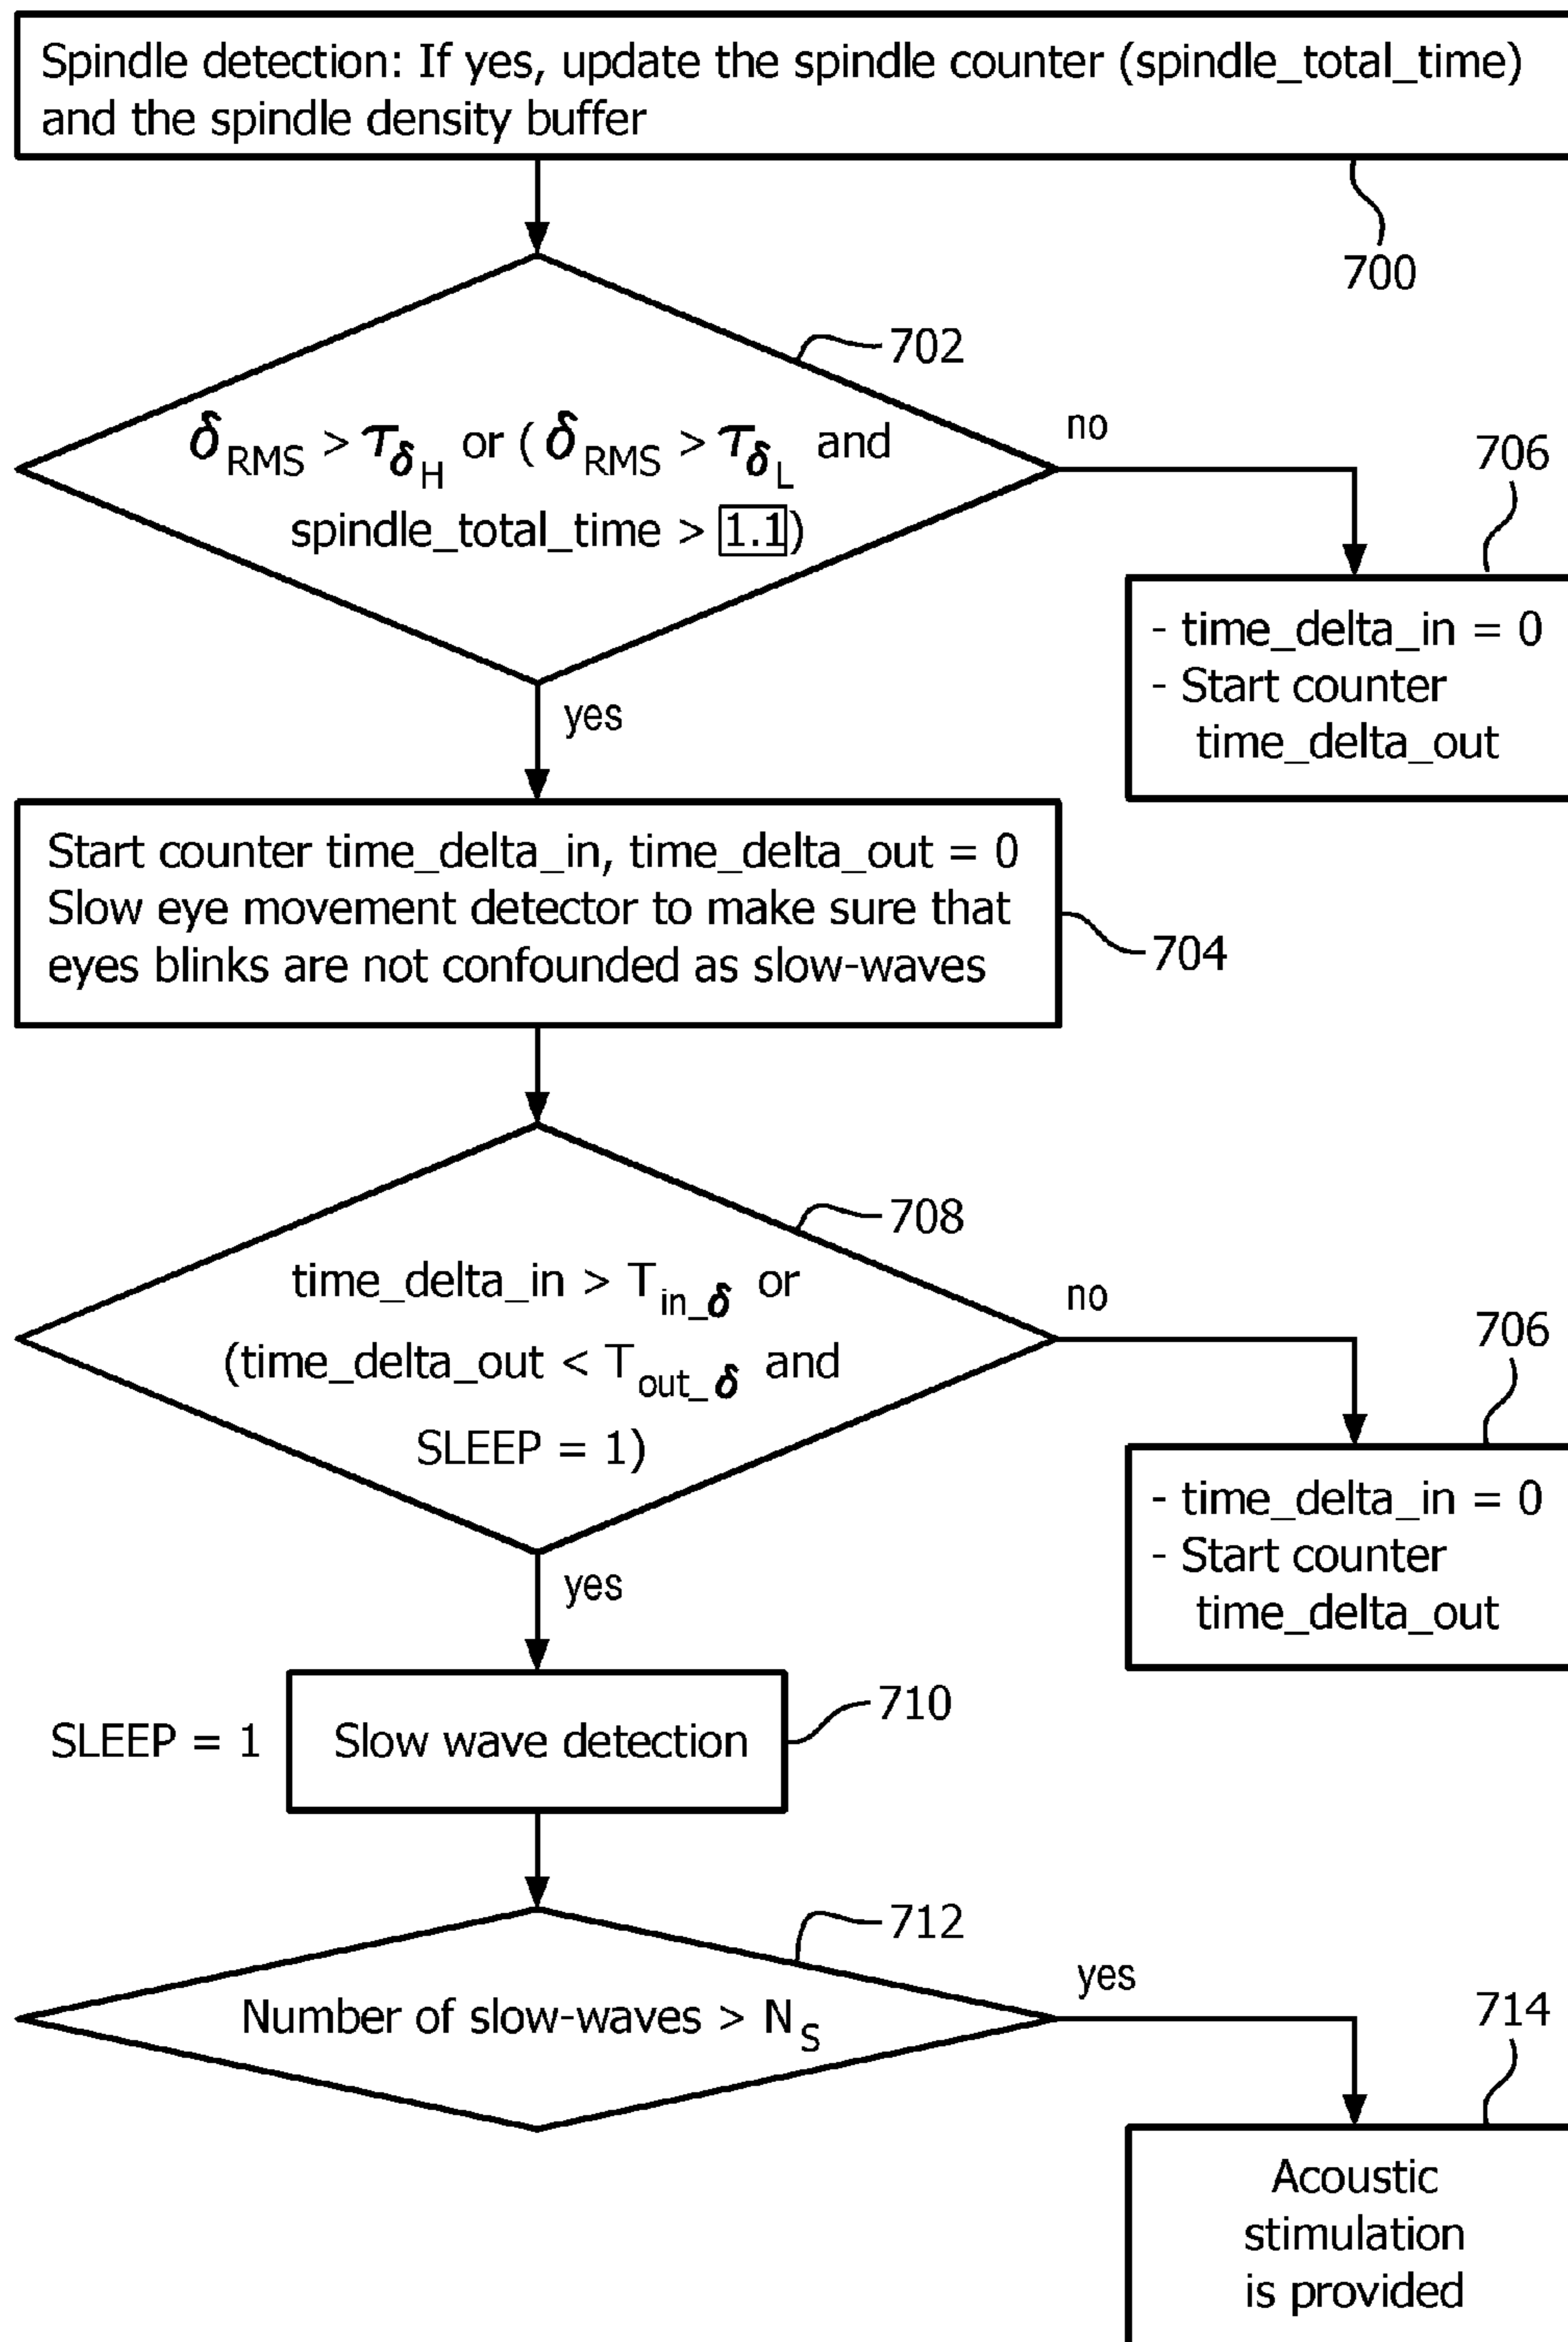 Spindle detection: If yes, update the spindle counter (spindle_total_time)
and the spindle density buffer
700
702
δRMS > τδH or ( δRMS > τδL and
spindle_total_time > 1.1)
no
706
- time_delta_in = 0
- Start counter
time_delta_out
yes
Start counter time_delta_in, time_delta_out = 0
Slow eye movement detector to make sure that
eyes blinks are not confounded as slow-waves
704
708
time_delta_in > Tin_δ or
(time_delta_out < Tout_δ and
SLEEP = 1)
no
706
- time_delta_in = 0
- Start counter
time_delta_out
yes
710
SLEEP = 1
Slow wave detection
712
Number of slow-waves > NS
yes
714
Acoustic
stimulation
is provided